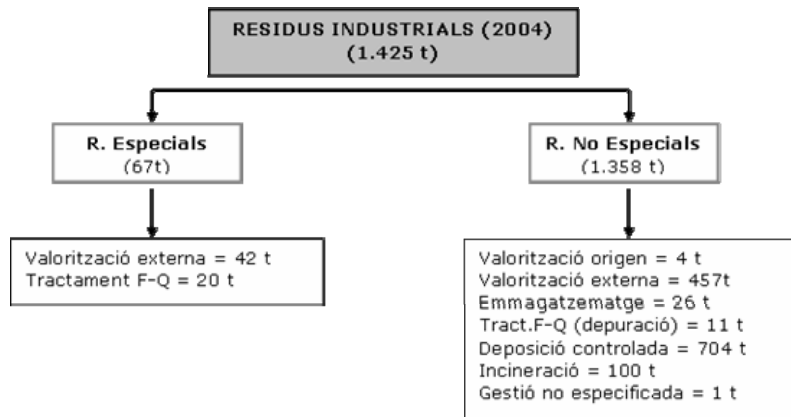 RESIDUS INDUSTRIALS (2004)
(1.425 t)
R. Especials
(67t)
R. No Especials
(1.358 t)
Valorització externa = 42 t
Tractament F-Q = 20 t
Valorització origen = 4 t
Valorització externa = 457t
Emmagatzematge = 26 t
Tract.F-Q (depuració) = 11 t
Deposició controlada = 704 t
Incineració = 100 t
Gestió no especificada = 1 t